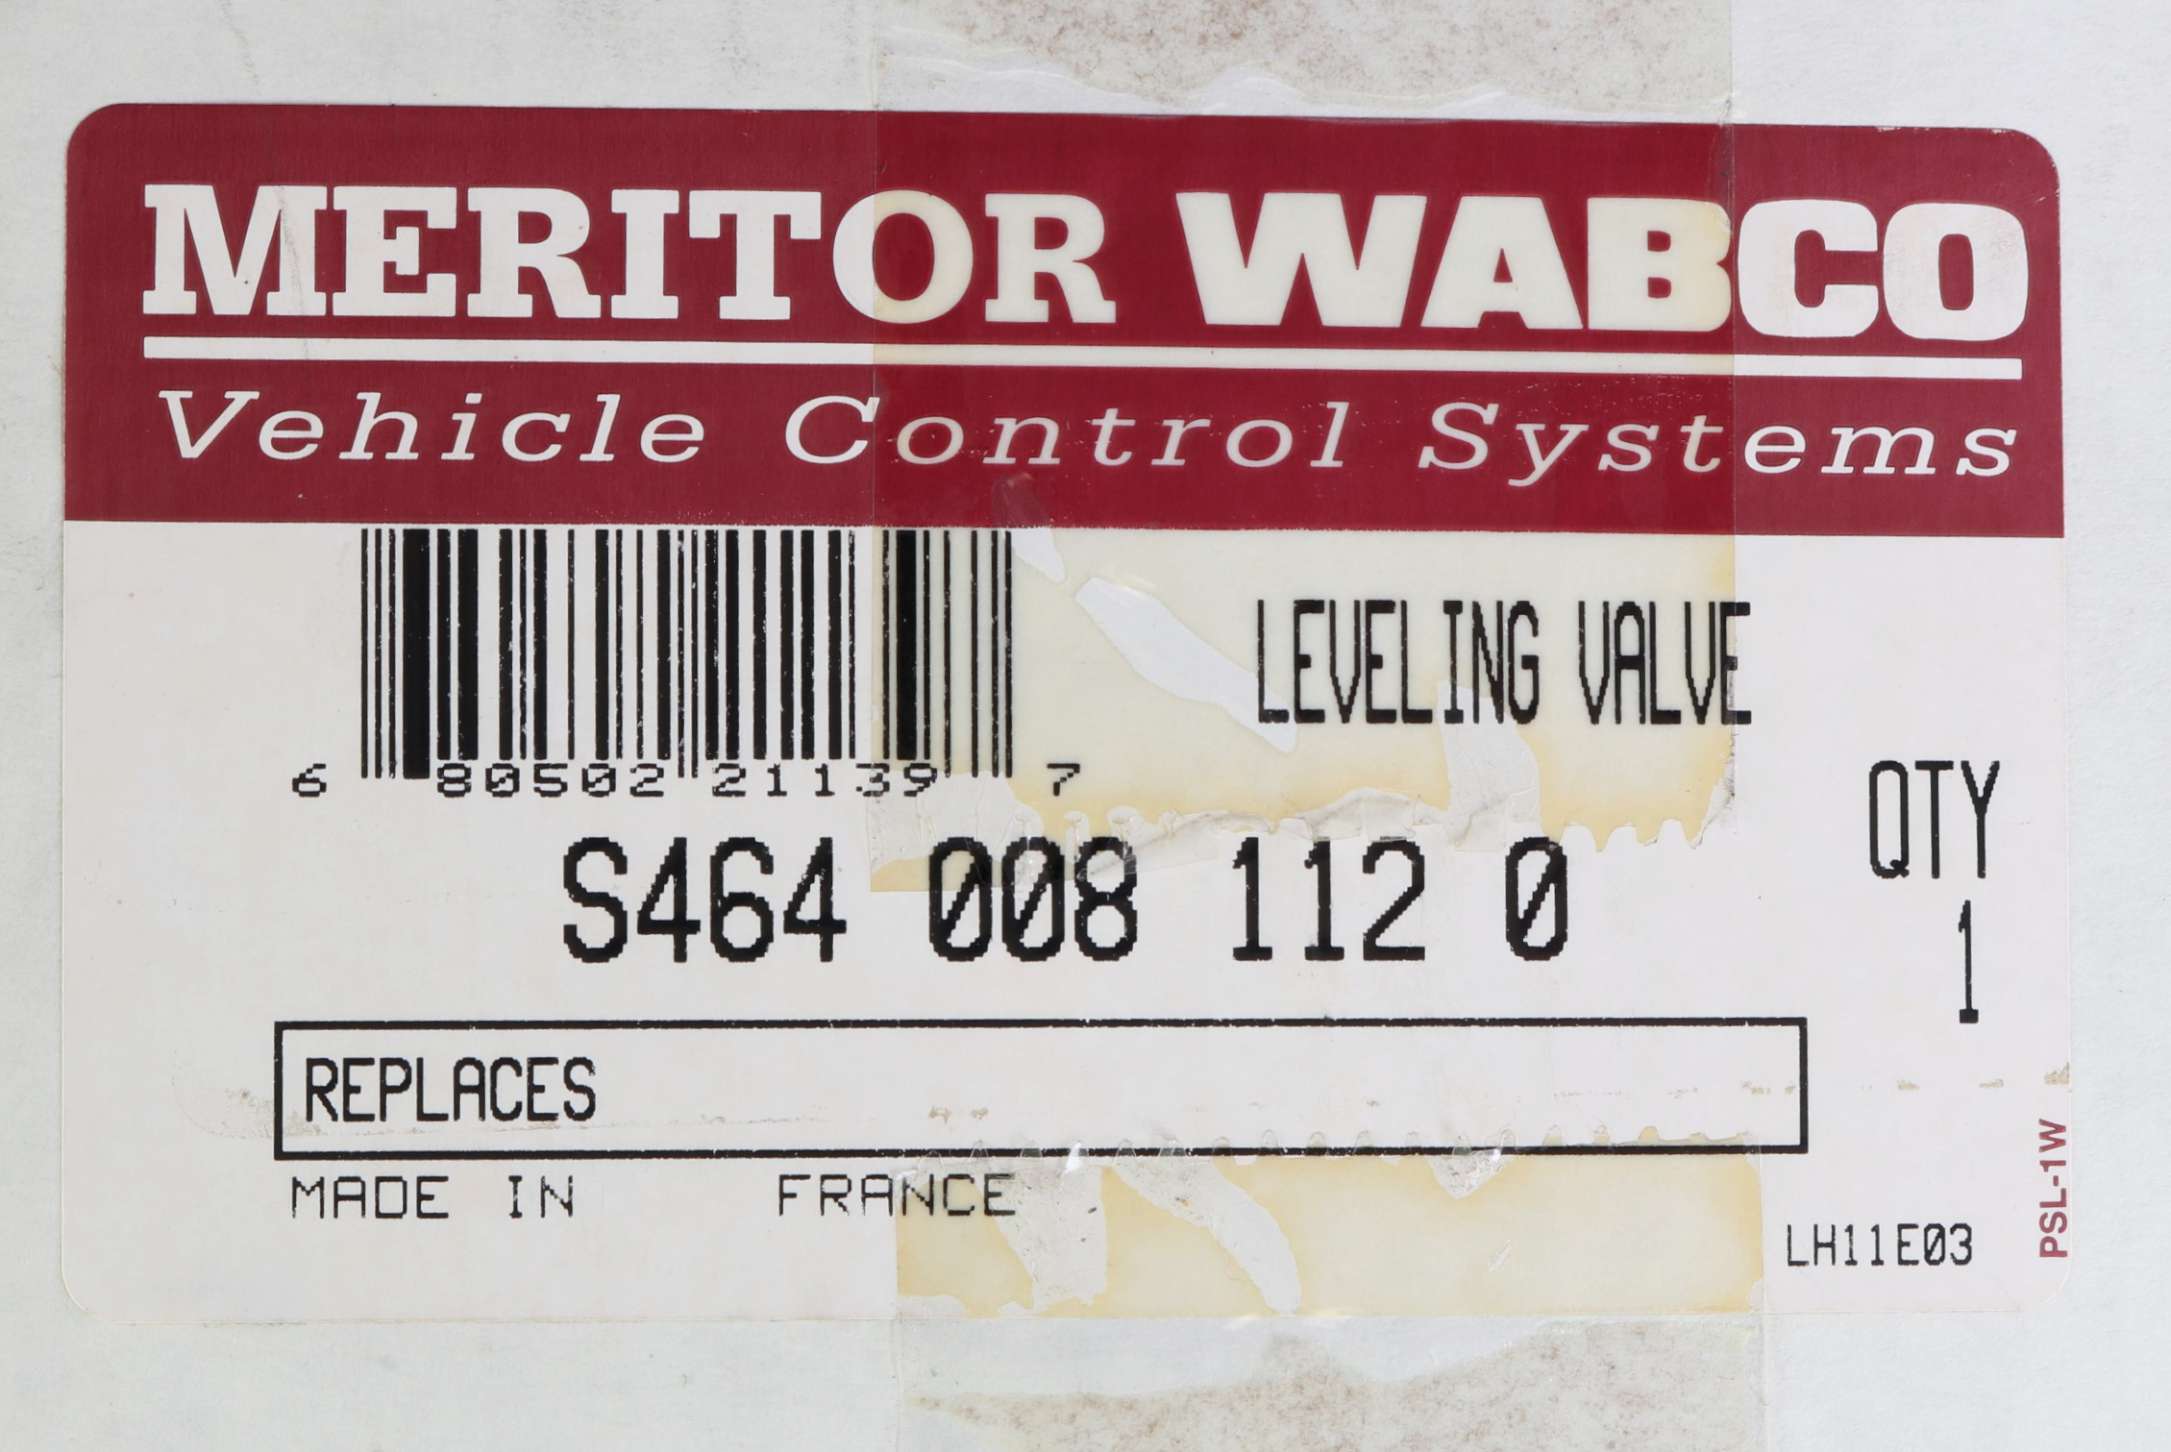 MERITOR WABCO
Vehicle Control Systems
LEVELING VALVE
6 80502 21139 7
QTY
1
S464 008 112 0
REPLACES
MADE IN FRANCE
LH11E03
PSL-1W